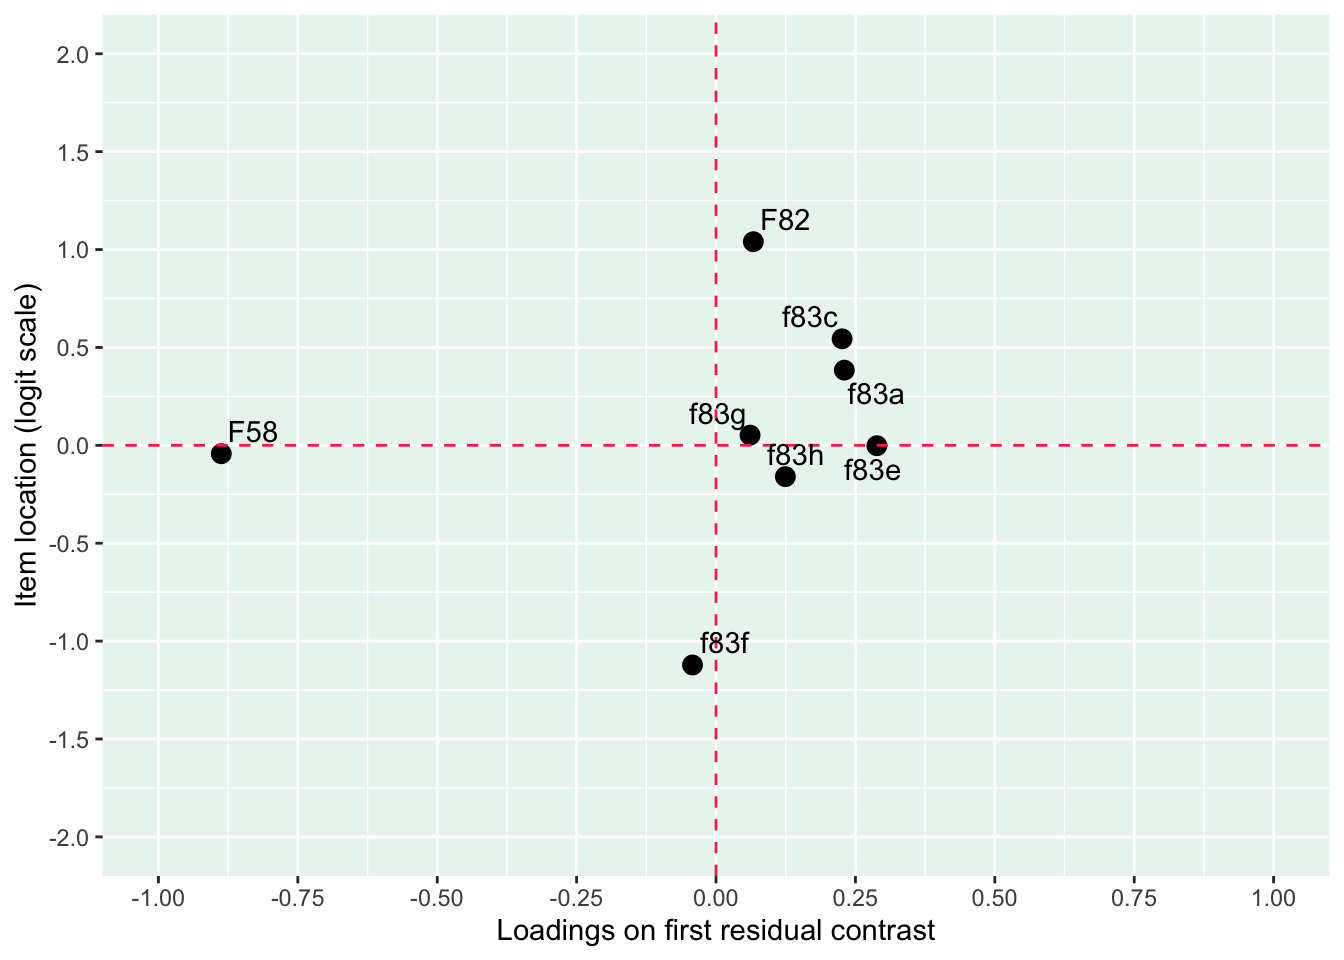 2.0
1.5
1.0
0.5
0.0
-0.5
-1.0
-1.5
-2.0
Item location (logit scale)
F82
f83c
f83a
f83g
F58
f83h
f83e
f83f
-1.00 -0.75 -0.50 -0.25 0.00 0.25 0.50 0.75 1.00
Loadings on first residual contrast